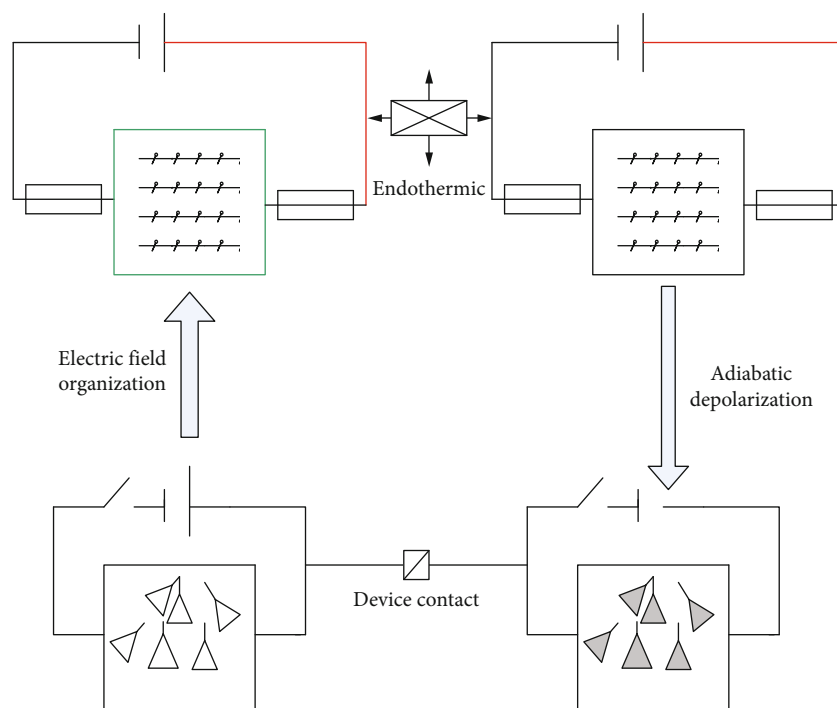 Endothermic
Electric field
organization
Adiabatic
depolarization
Device contact